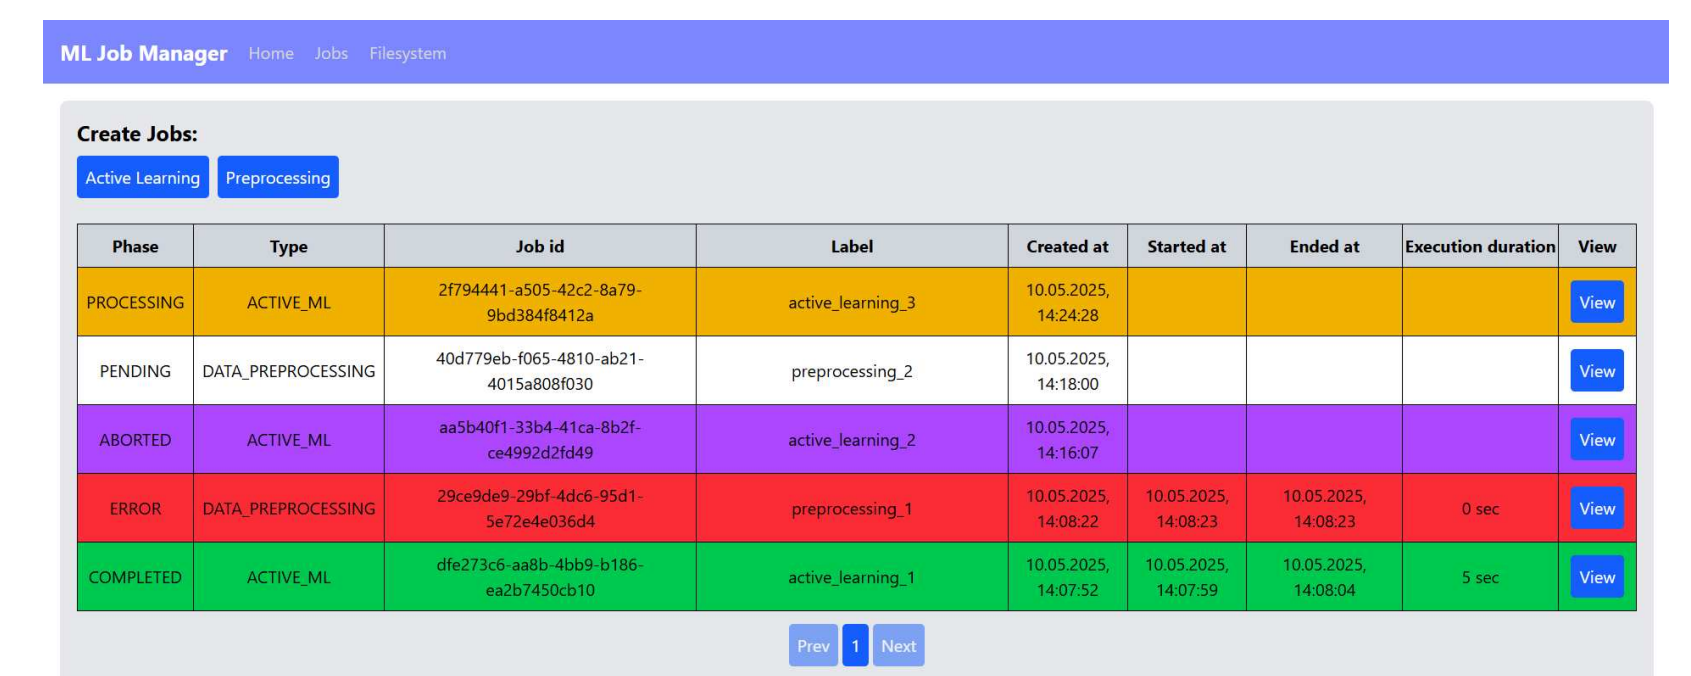 ML Job Manager Home Jobs Filesystem
Create Jobs:
Active Learning Preprocessing
Phase Type Job id Label Created at Started at Ended at Execution duration View
PROCESSING ACTIVE_ML 2f794441-a505-42c2-8a79- active_learning_3 10.05.2025, View
9bd384f8412a 14:24:28
PENDING DATA_PREPROCESSING 40d779eb-f065-4810-ab21- preprocessing_2 10.05.2025, View
4015a808f030 14:18:00
ABORTED ACTIVE_ML aa5b40f1-33b4-41ca-8b2f- active_learning_2 10.05.2025, View
ce4992d2fd49 14:16:07
ERROR DATA_PREPROCESSING 29ce9de9-29bf-4dc6-95d1- preprocessing_1 10.05.2025, 10.05.2025, 10.05.2025, 0 sec View
5e72e4e036d4 14:08:22 14:08:23 14:08:23
COMPLETED ACTIVE_ML dfe273c6-aa8b-4bb9-b186- active_learning_1 10.05.2025, 10.05.2025, 10.05.2025, 5 sec View
ea2b7450cb10 14:07:52 14:07:59 14:08:04
Prev 1 Next